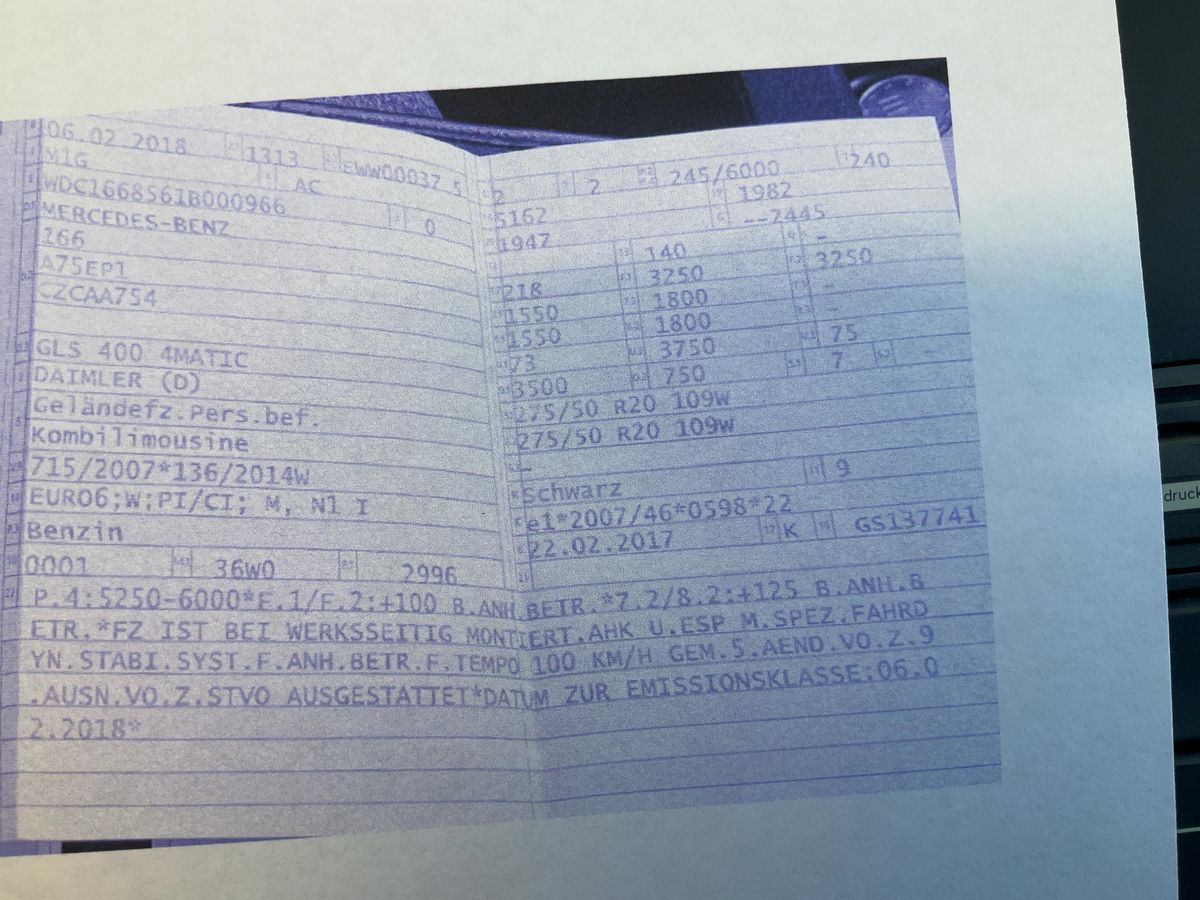 06.02.2018 1313 EWW00037 5
M1G AC
WDC1668561B000966 0
MERCEDES-BENZ
166
A75EP1
CZCAA754
GLS 400 4MATIC
DAIMLER (D)
Geländefz.Pers.bef.
Kombilimousine
715/2007*136/2014W
EURO6;W;PI/CI; M, N1 I
Benzin
0001 36W0 2996
2 2 245/6000 240
5162 1982
1947 --2445
140 -
218 3250 3250
1550 1800 -
1550 1800 -
73 3750 75
3500 750 7 -
275/50 R20 109W
275/50 R20 109W
-
Schwarz 9
e1*2007/46*0598*22
22.02.2017 K GS137741
P.4:5250-6000*F.1/F.2:+100 B.ANH.BETR.*7.2/8.2:+125 B.ANH.B
ETR.*FZ IST BEI WERKSSEITIG MONTIERT.AHK U.ESP M.SPEZ.FAHRD
YN.STABI.SYST.F.ANH.BETR.F.TEMPO 100 KM/H GEM.5.AEND.VO.Z.9
.AUSN.VO.Z.STVO AUSGESTATTET*DATUM ZUR EMISSIONSKLASSE:06.0
2.2018*
druck